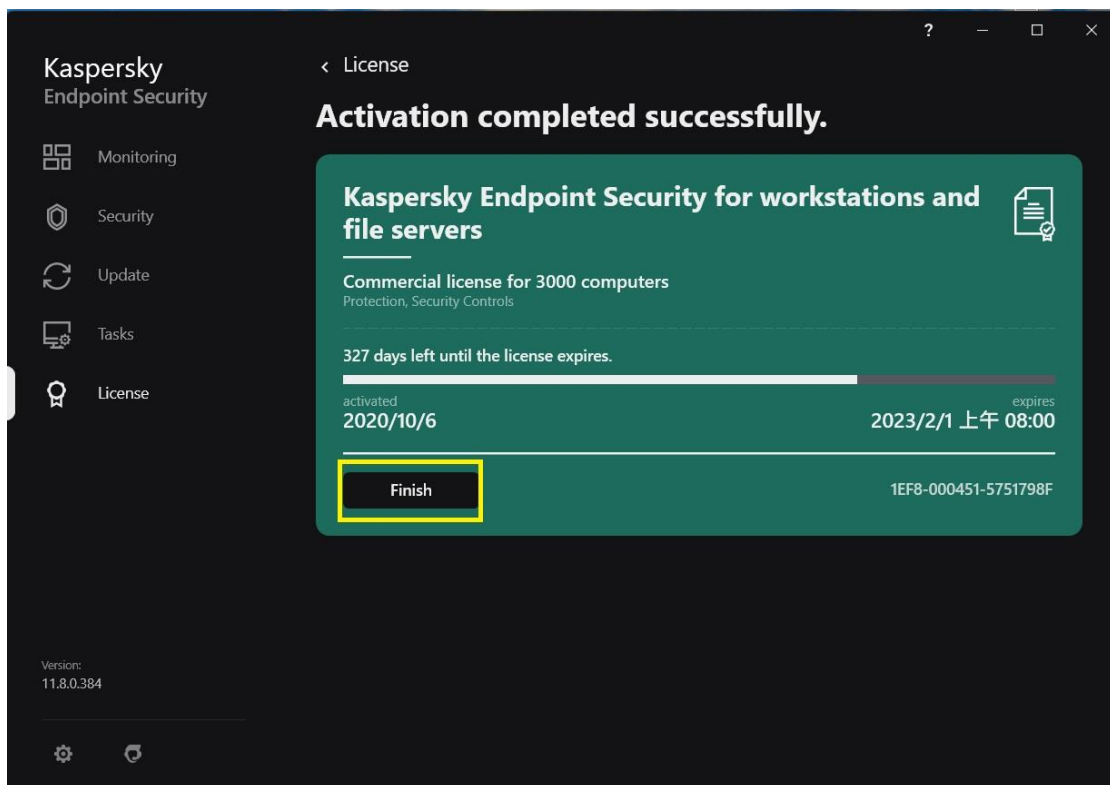 ?
Kaspersky
Endpoint Security
Monitoring
Security
Update
Tasks
License
Version:
11.8.0.384
‹ License
Activation completed successfully.
Kaspersky Endpoint Security for workstations and
file servers
Commercial license for 3000 computers
Protection, Security Controls
327 days left until the license expires.
activated
2020/10/6
expires
2023/2/1 上午 08:00
Finish
1EF8-000451-5751798F